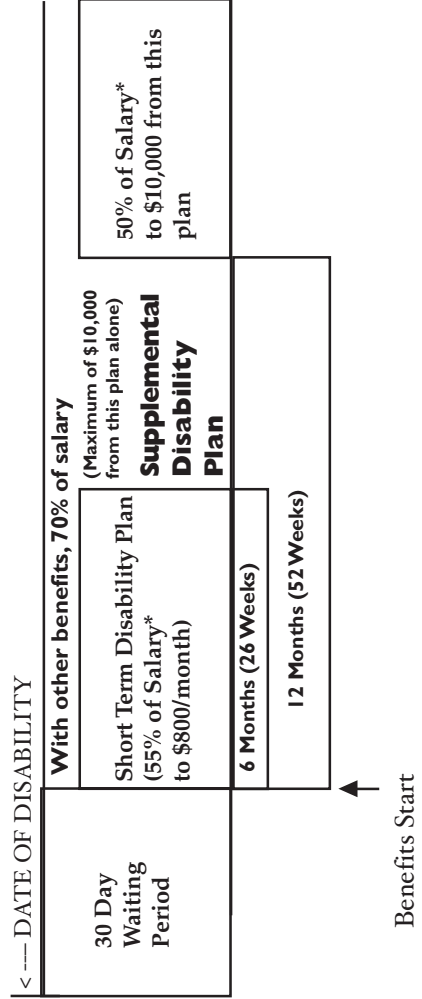 < ---- DATE OF DISABILITY
With other benefits, 70% of salary
30 Day
Waiting
Period
Short Term Disability Plan
(55% of Salary*
to $800/month)
(Maximum of $10,000
from this plan alone)
Supplemental
Disability
Plan
50% of Salary*
to $10,000 from this
plan
6 Months (26 Weeks)
12 Months (52 Weeks)
Benefits Start